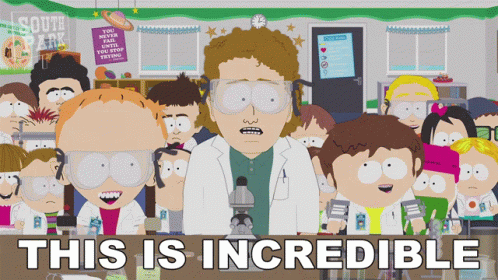 SOUTH
PARK
YOU
NEVER
FAIL
UNTIL
YOU STOP
TRYING
THIS IS INCREDIBLE